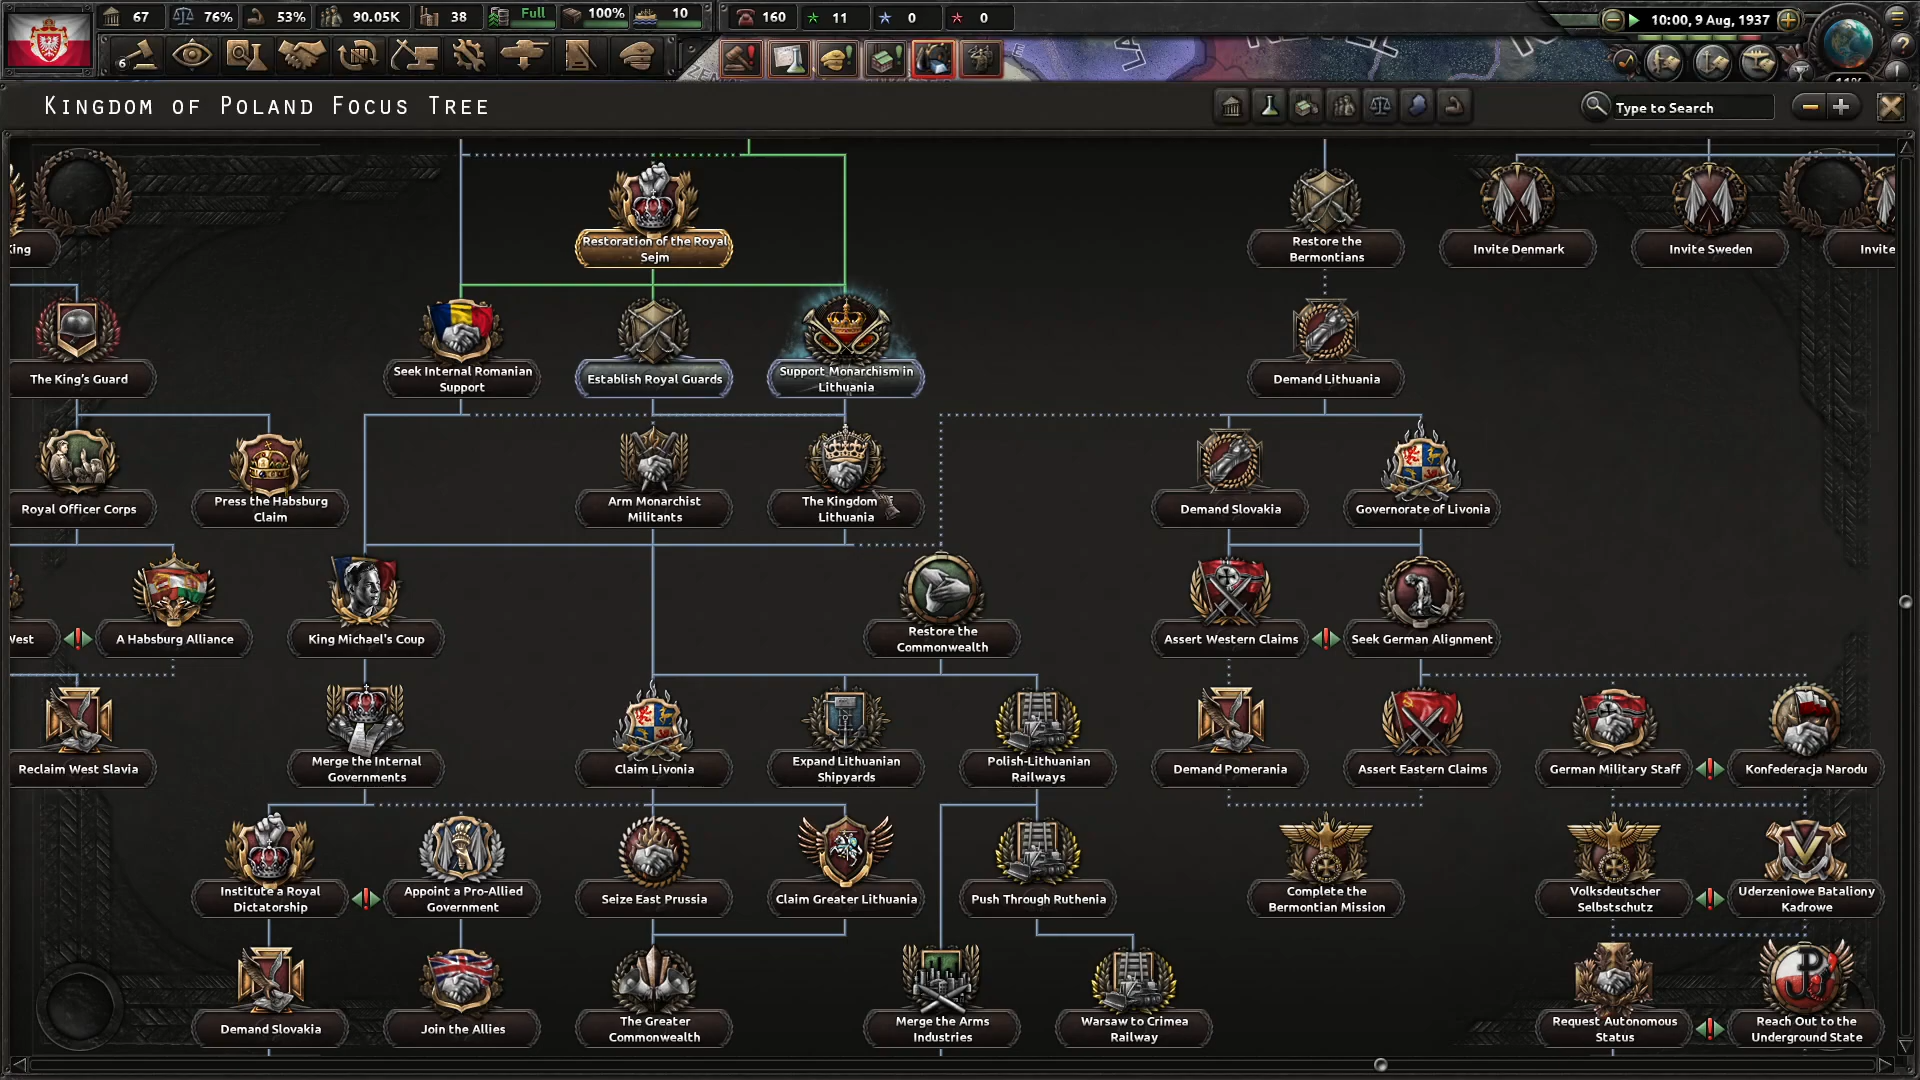 67
76%
53%
90.05K
38
Full
100%
10
160
11
0
0
10:00, 9 Aug, 1937
6
11%
Kingdom of Poland Focus Tree
Type to Search
King
Restoration of the Royal
Sejm
Restore the
Bermontians
Invite Denmark
Invite Sweden
Invite
The King's Guard
Seek Internal Romanian
Support
Establish Royal Guards
Support Monarchism in
Lithuania
Demand Lithuania
Royal Officer Corps
Press the Habsburg
Claim
Arm Monarchist
Militants
The Kingdom
Lithuania
Demand Slovakia
Governorate of Livonia
West
A Habsburg Alliance
King Michael's Coup
Restore the
Commonwealth
Assert Western Claims
Seek German Alignment
Reclaim West Slavia
Merge the Internal
Governments
Claim Livonia
Expand Lithuanian
Shipyards
Polish-Lithuanian
Railways
Demand Pomerania
Assert Eastern Claims
German Military Staff
Konfederacja Narodu
Institute a Royal
Dictatorship
Appoint a Pro-Allied
Government
Seize East Prussia
Claim Greater Lithuania
Push Through Ruthenia
Complete the
Bermontian Mission
Volksdeutscher
Selbstschutz
Uderzeniowe Bataliony
Kadrowe
Demand Slovakia
Join the Allies
The Greater
Commonwealth
Merge the Arms
Industries
Warsaw to Crimea
Railway
Request Autonomous
Status
Reach Out to the
Underground State